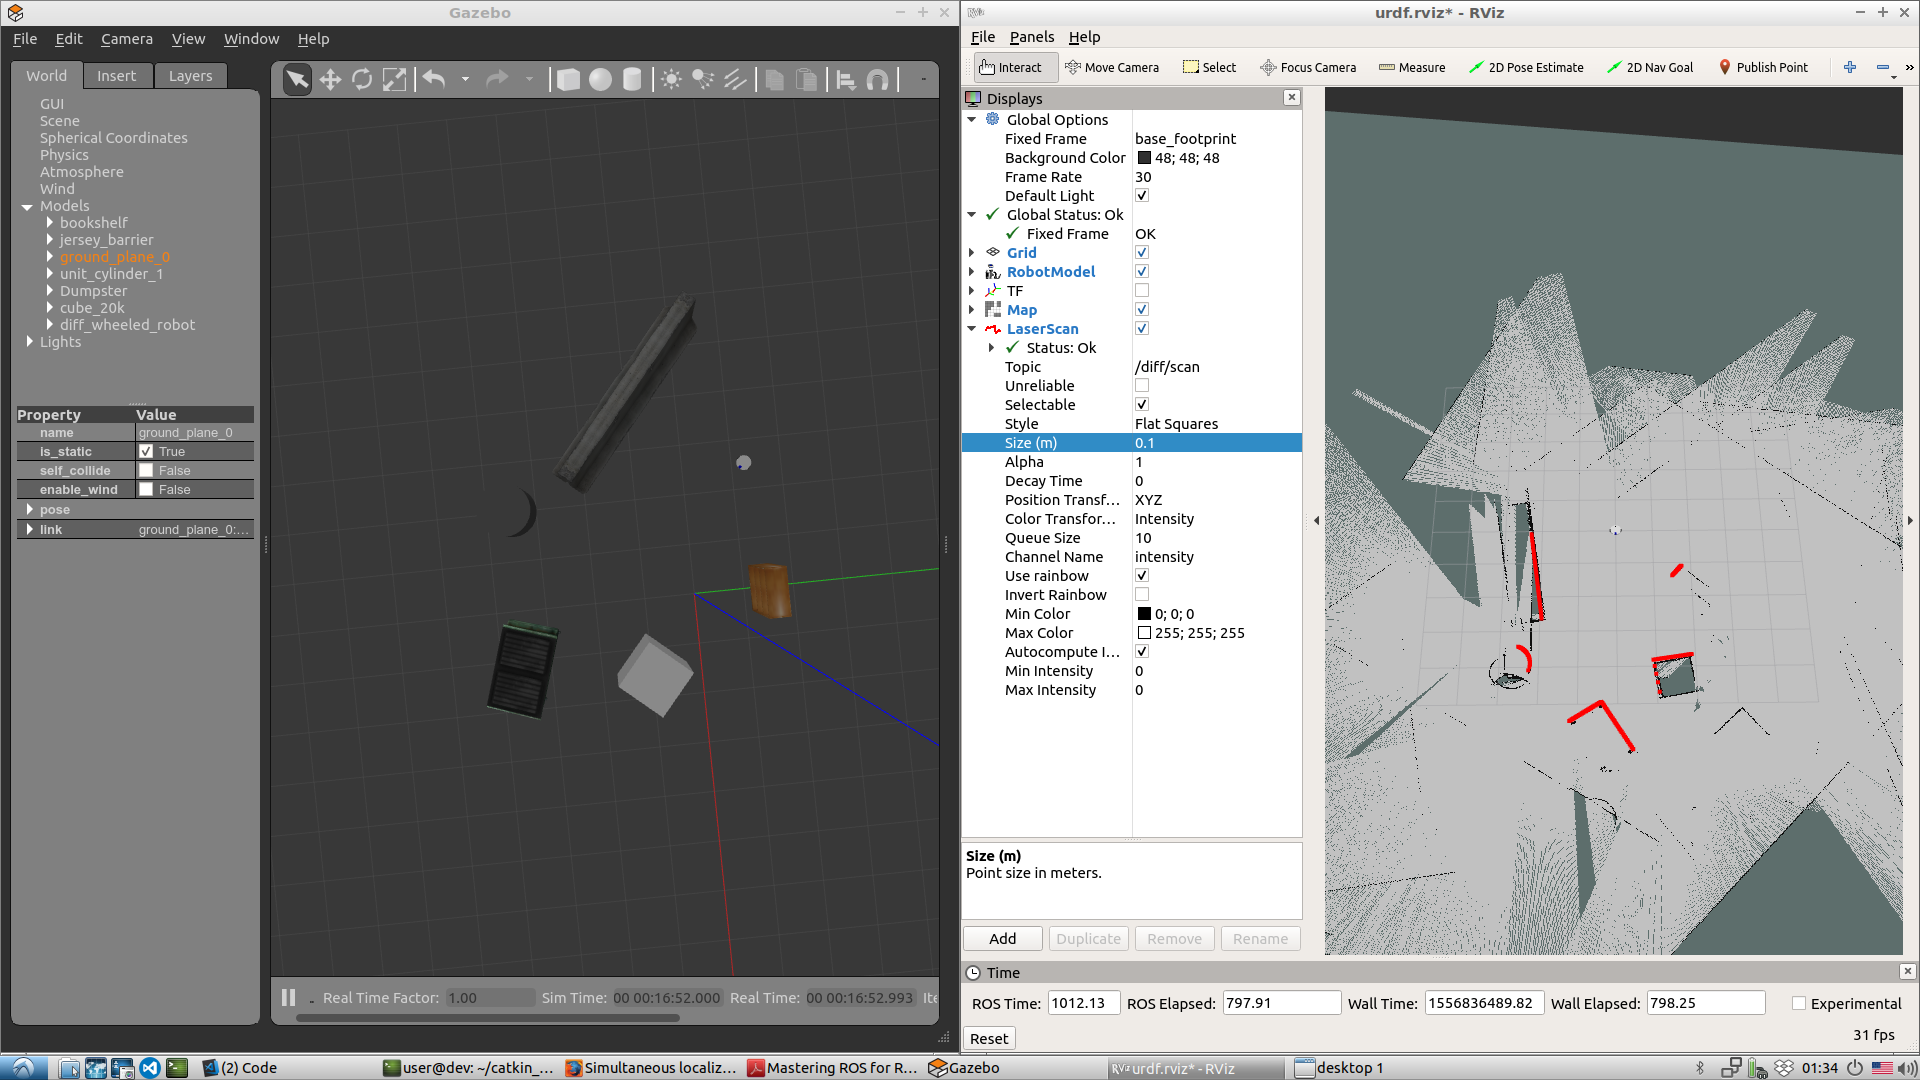 Gazebo
File Edit Camera View Window Help
World Insert Layers
GUI
Scene
Spherical Coordinates
Physics
Atmosphere
Wind
Models
bookshelf
jersey_barrier
ground_plane_0
unit_cylinder_1
Dumpster
cube_20k
diff_wheeled_robot
Lights
Property Value
name ground_plane_0
is_static True
self_collide False
enable_wind False
pose
link ground_plane_0:...
Real Time Factor: 1.00 Sim Time: 00 00:16:52.000 Real Time: 00 00:16:52.993 Ite
urdf.rviz* - RViz
File Panels Help
Interact Move Camera Select Focus Camera Measure 2D Pose Estimate 2D Nav Goal Publish Point »
Displays
Global Options
Fixed Frame base_footprint
Background Color 48; 48; 48
Frame Rate 30
Default Light
Global Status: Ok
Fixed Frame OK
Grid
RobotModel
TF
Map
LaserScan
Status: Ok
Topic /diff/scan
Unreliable
Selectable
Style Flat Squares
Size (m) 0.1
Alpha 1
Decay Time 0
Position Transf... XYZ
Color Transfor... Intensity
Queue Size 10
Channel Name intensity
Use rainbow
Invert Rainbow
Min Color 0; 0; 0
Max Color 255; 255; 255
Autocompute I...
Min Intensity 0
Max Intensity 0
Size (m)
Point size in meters.
Add Duplicate Remove Rename
Time
ROS Time: 1012.13 ROS Elapsed: 797.91 Wall Time: 1556836489.82 Wall Elapsed: 798.25 Experimental
Reset 31 fps
(2) Code user@dev: ~/catkin_... Simultaneous localiz... Mastering ROS for R... Gazebo urdf.rviz* - RViz desktop 1 01:34